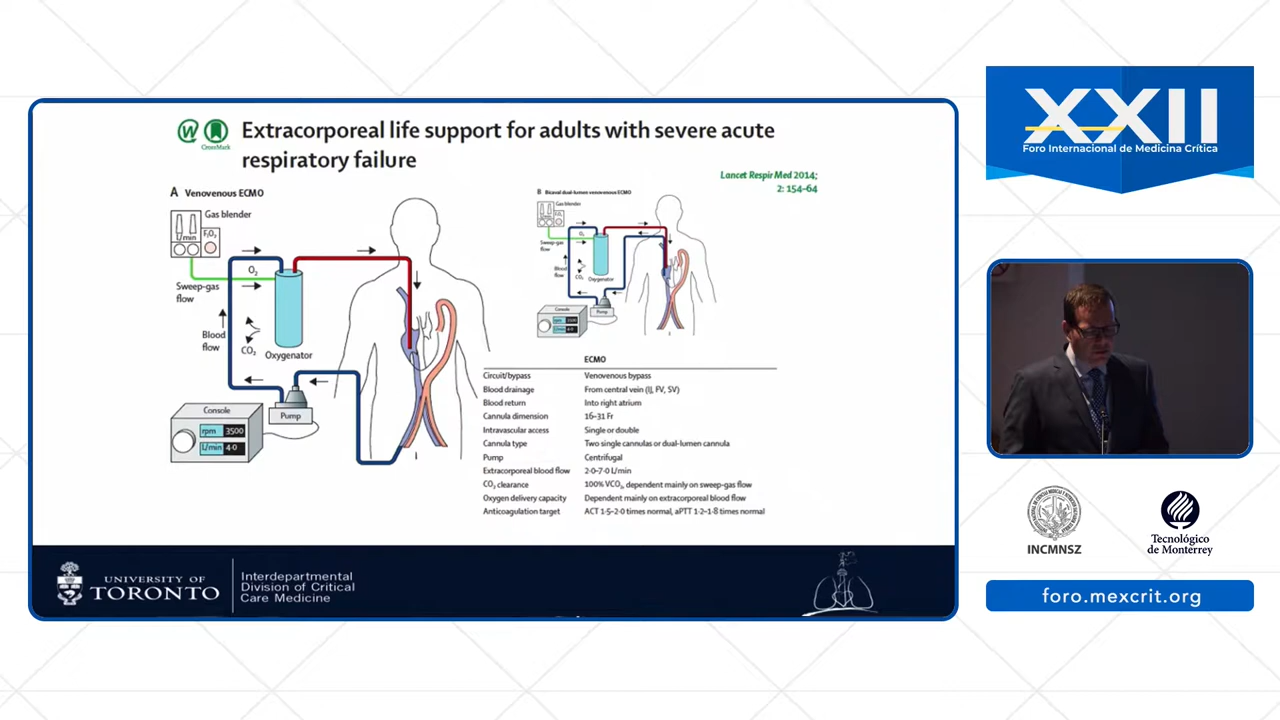 Extracorporeal life support for adults with severe acute
respiratory failure
CrossMark
Lancet Respir Med 2014;
2: 154–64
A Venovenous ECMO
Gas blender
L/min
FiO2
O2
Sweep-gas
flow
Blood
flow
CO2
Oxygenator
Console
rpm 3500
L/min 4·0
Pump
B Bicaval dual-lumen venovenous ECMO
Gas blender
O2
Sweep-gas
flow
Blood
flow
CO2
Oxygenator
Console
Pump
ECMO
Circuit/bypass Venovenous bypass
Blood drainage From central vein (IJ, FV, SV)
Blood return Into right atrium
Cannula dimension 16–31 Fr
Intravascular access Single or double
Cannula type Two single cannulas or dual-lumen cannula
Pump Centrifugal
Extracorporeal blood flow 2·0–7·0 L/min
CO2 clearance 100% VCO2, dependent mainly on sweep-gas flow
Oxygen delivery capacity Dependent mainly on extracorporeal blood flow
Anticoagulation target ACT 1·5–2·0 times normal, aPTT 1·2–1·8 times normal
UNIVERSITY OF
TORONTO
Interdepartmental
Division of Critical
Care Medicine
XXII
Foro Internacional de Medicina Crítica
INCMNSZ
Tecnológico
de Monterrey
foro.mexcrit.org